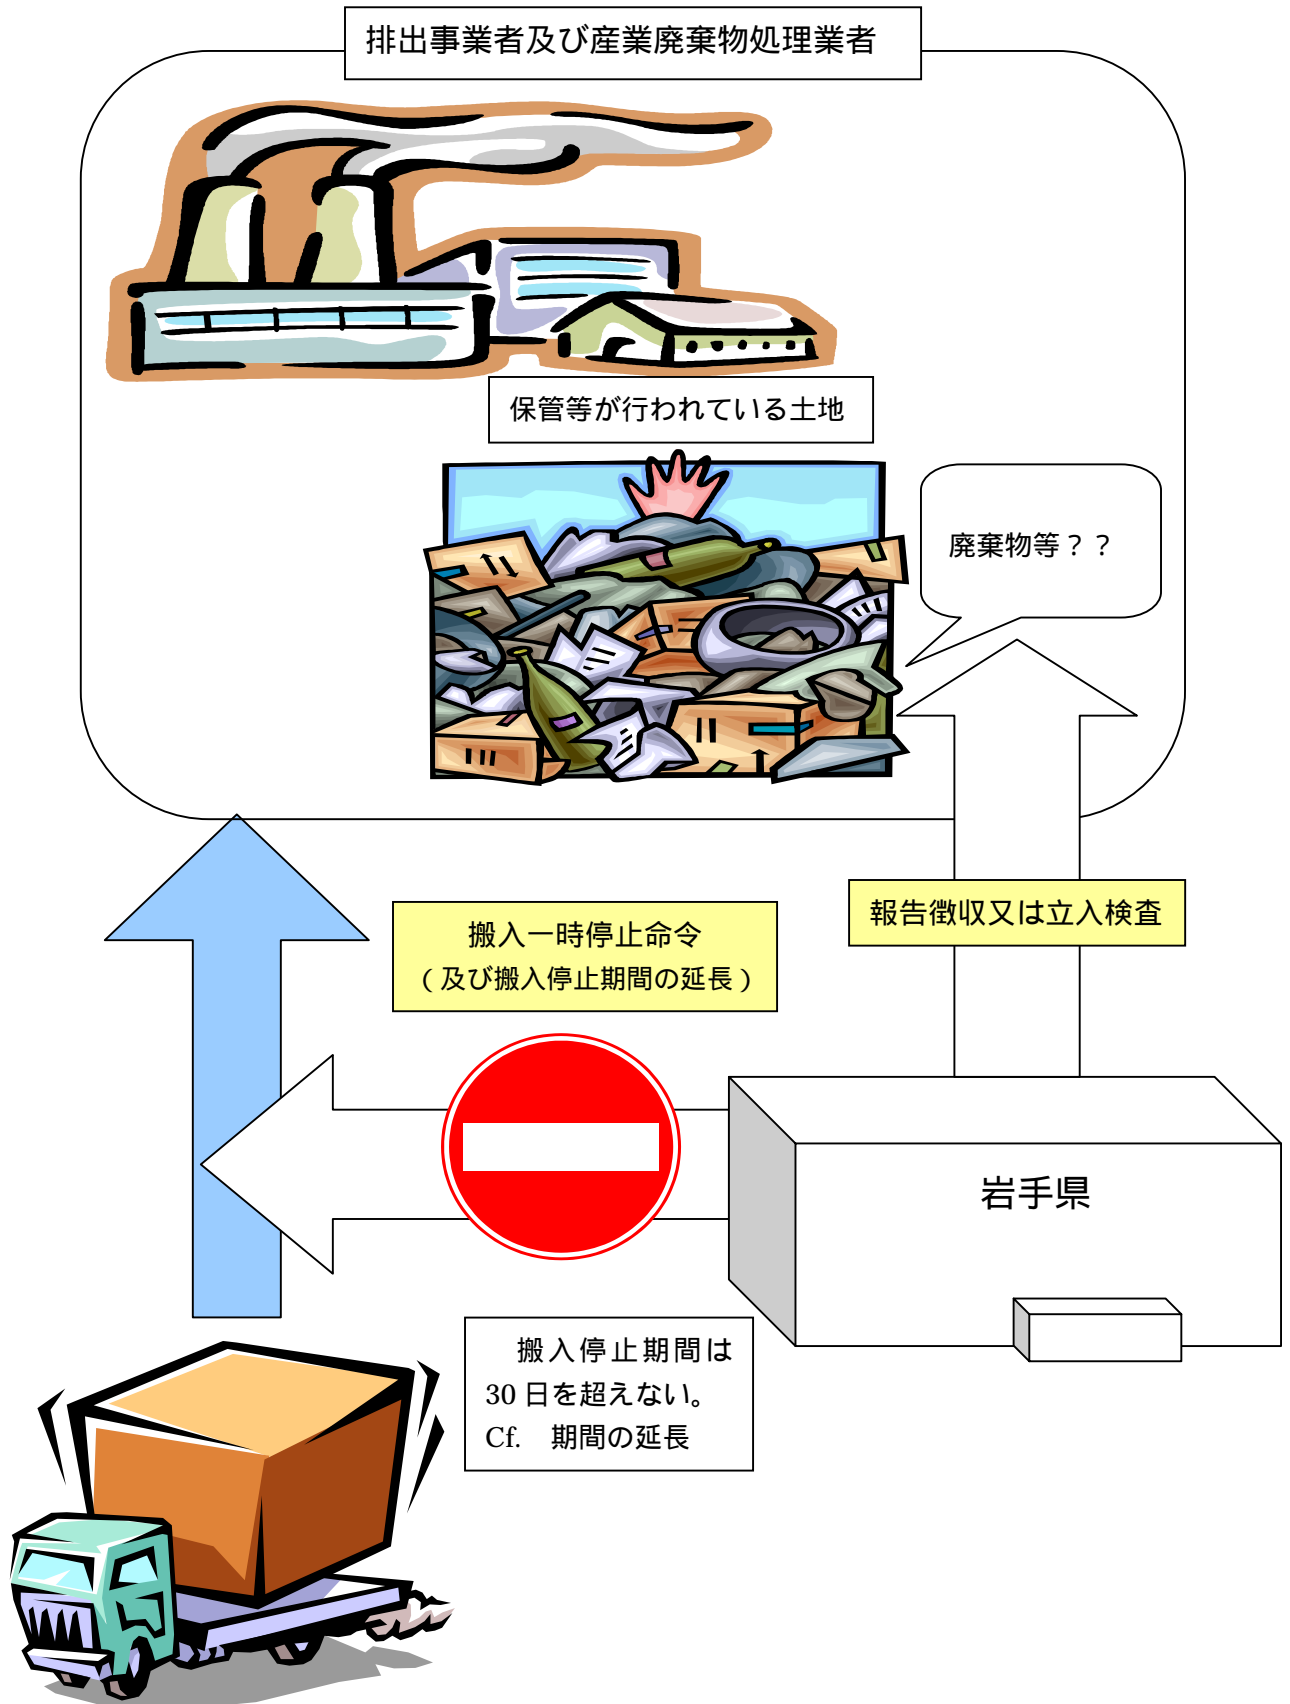 排出事業者及び産業廃棄物処理業者
保管等が行われている土地
廃棄物等？？
報告徴収又は立入検査
搬入一時停止命令
（及び搬入停止期間の延長）
岩手県
搬入停止期間は
30日を超えない。
Cf.　期間の延長